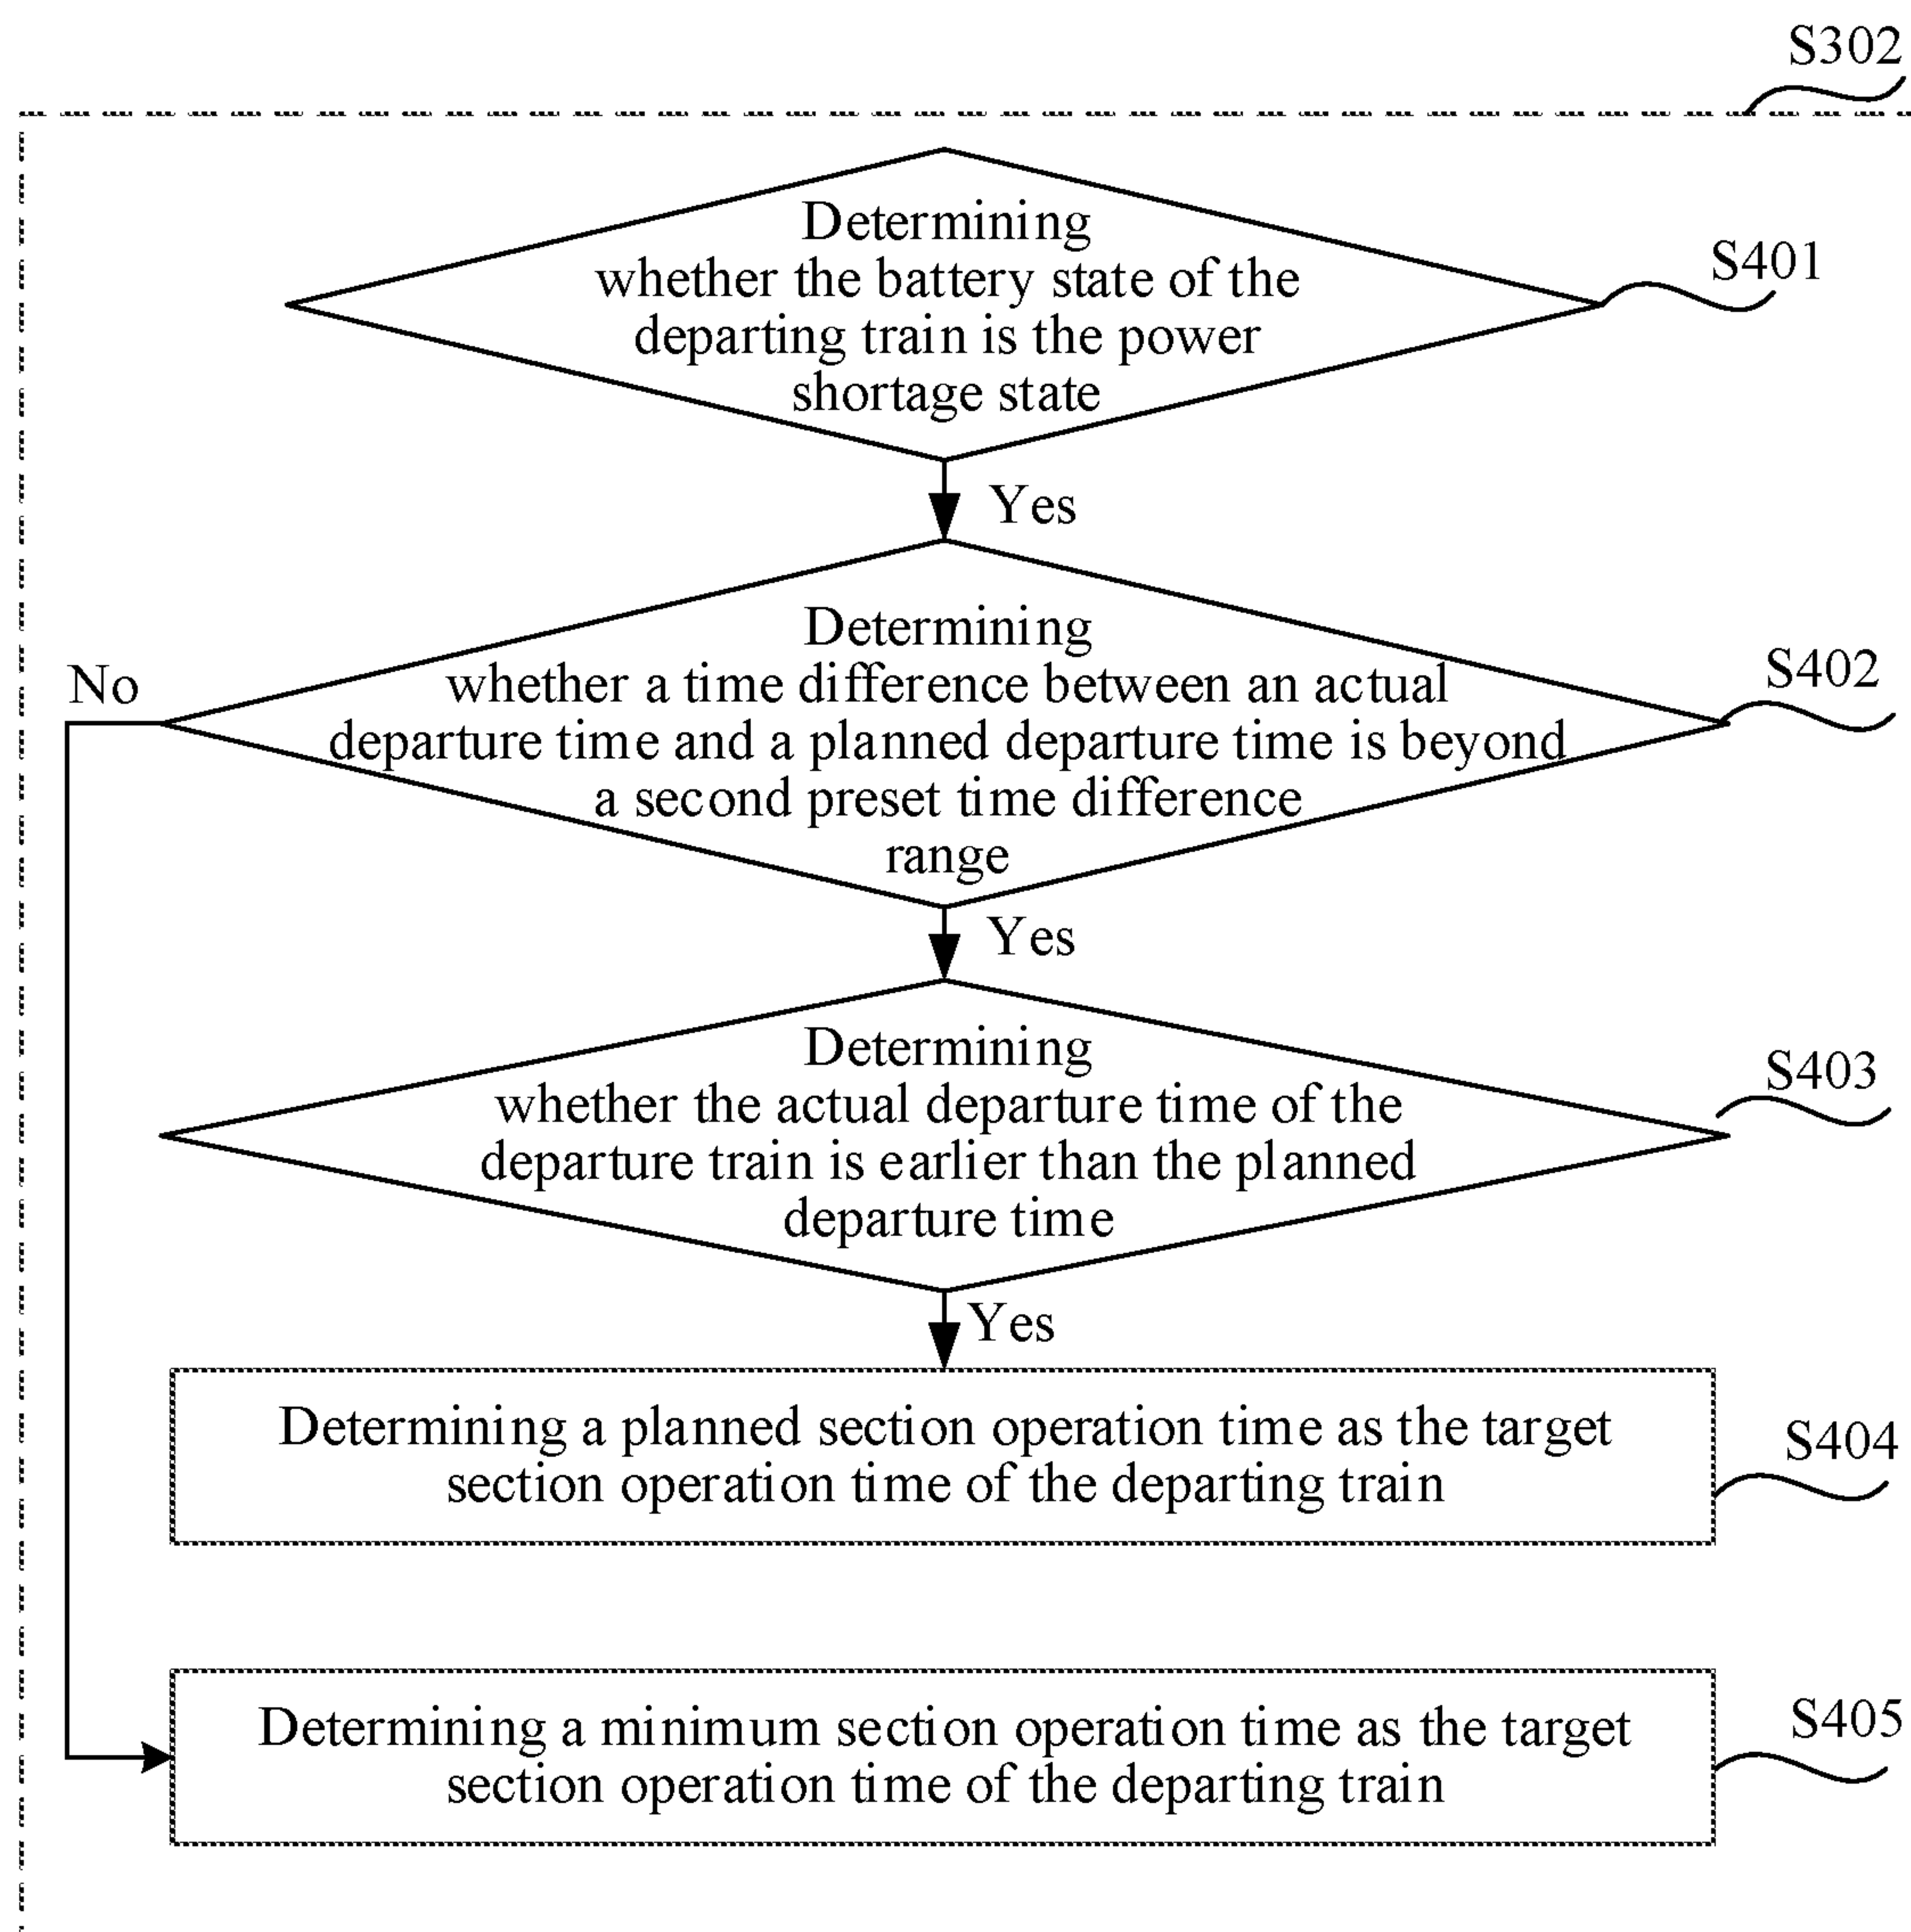 S302
Determining
whether the battery state of the
departing train is the power
shortage state
S401
Yes
Determining
whether a time difference between an actual
departure time and a planned departure time is beyond
a second preset time difference
range
S402
No
Yes
Determining
whether the actual departure time of the
departure train is earlier than the planned
departure time
S403
Yes
Determining a planned section operation time as the target
section operation time of the departing train
S404
Determining a minimum section operation time as the target
section operation time of the departing train
S405